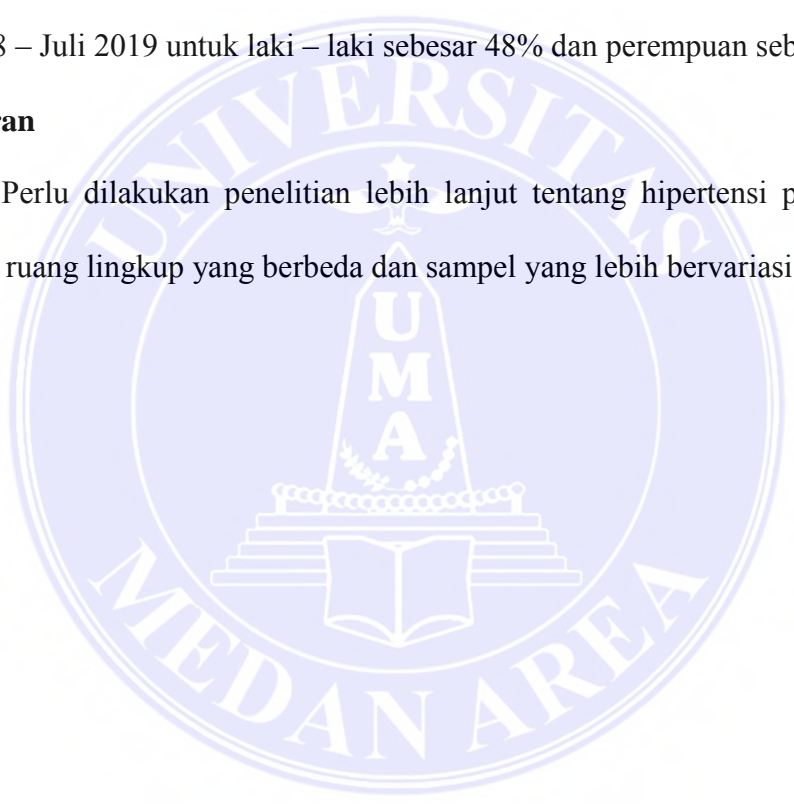 8 – Juli 2019 untuk laki – laki sebesar 48% dan perempuan seb
ran
Perlu dilakukan penelitian lebih lanjut tentang hipertensi p
ruang lingkup yang berbeda dan sampel yang lebih bervariasi
UNIVERSITAS
U
M
A
MEDAN AREA